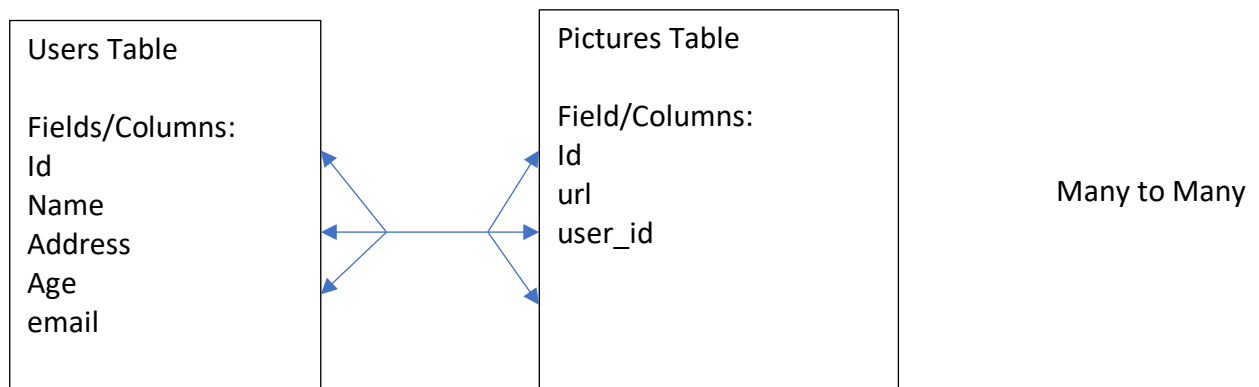 Users Table
Fields/Columns:
Id
Name
Address
Age
email
Pictures Table
Field/Columns:
Id
url
user_id
Many to Many